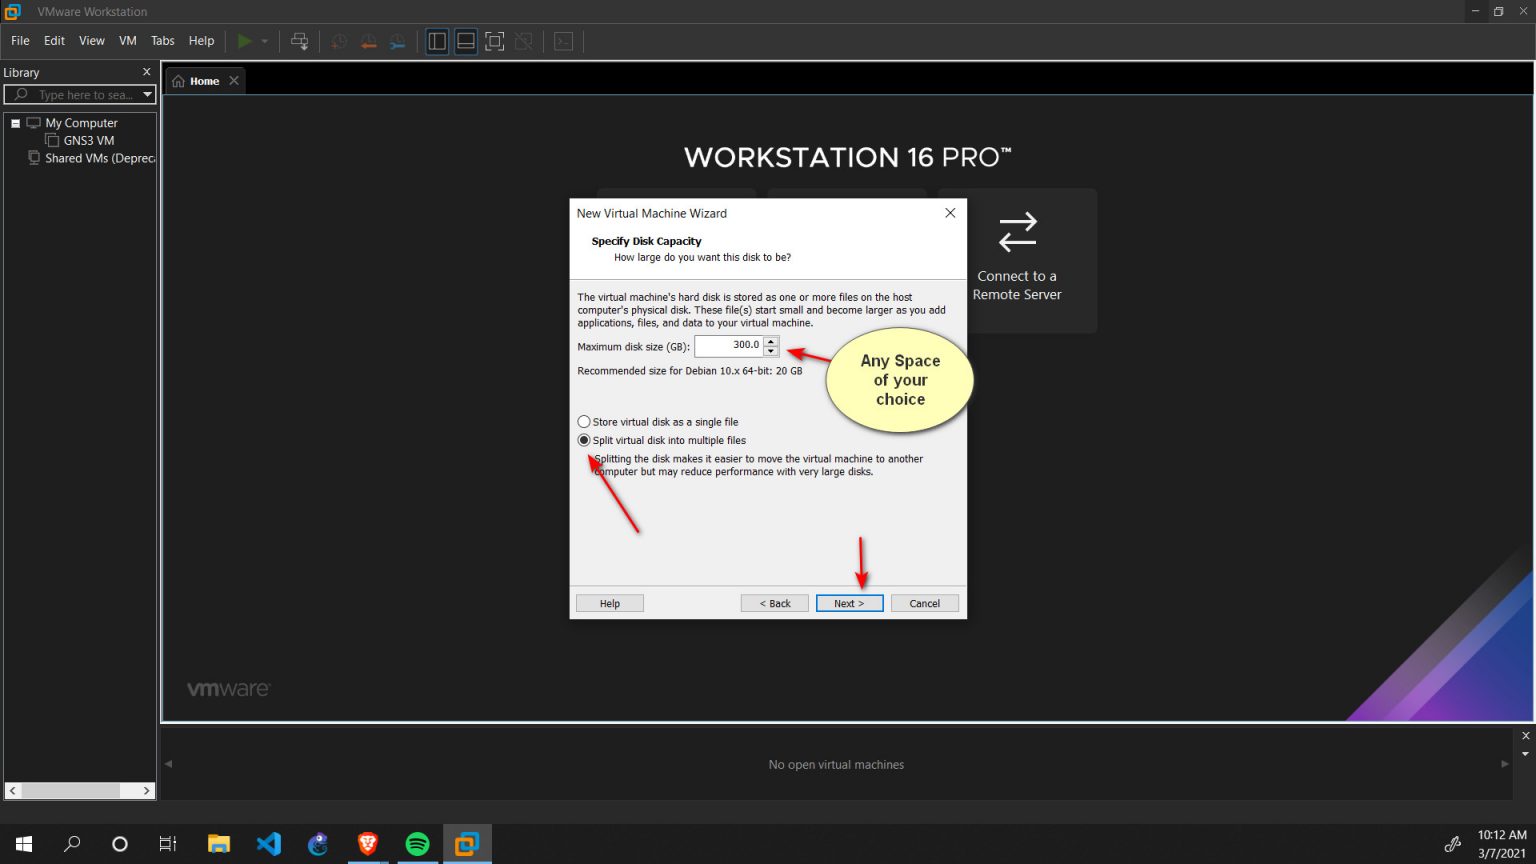 VMware Workstation
File Edit View VM Tabs Help
Library
Type here to sea...
My Computer
GNS3 VM
Shared VMs (Depreca
Home
WORKSTATION 16 PRO™
Connect to a
Remote Server
New Virtual Machine Wizard
Specify Disk Capacity
How large do you want this disk to be?
The virtual machine's hard disk is stored as one or more files on the host
computer's physical disk. These file(s) start small and become larger as you add
applications, files, and data to your virtual machine.
Maximum disk size (GB): 300.0
Recommended size for Debian 10.x 64-bit: 20 GB
Any Space
of your
choice
Store virtual disk as a single file
Split virtual disk into multiple files
Splitting the disk makes it easier to move the virtual machine to another
computer but may reduce performance with very large disks.
Help < Back Next > Cancel
vmware®
No open virtual machines
10:12 AM
3/7/2021